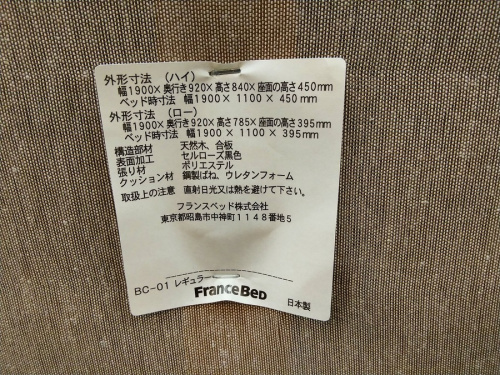 外形寸法 （ハイ）
幅1900×奥行き920×高さ840×座面の高さ450mm
ベッド時寸法 幅1900×1100×450mm
外形寸法 （ロー）
幅1900×奥行き920×高さ785×座面の高さ395mm
ベッド時寸法 幅1900×1100×395mm
構造部材 天然木、合板
表面加工 セルローズ黒色
張り材 ポリエステル
クッション材 鋼製ばね、ウレタンフォーム
取扱上の注意 直射日光又は熱を避けて下さい。
フランスベッド株式会社
東京都昭島市中神町1148番地5
BC-01 レギュラー
FRANCEBED
日本製